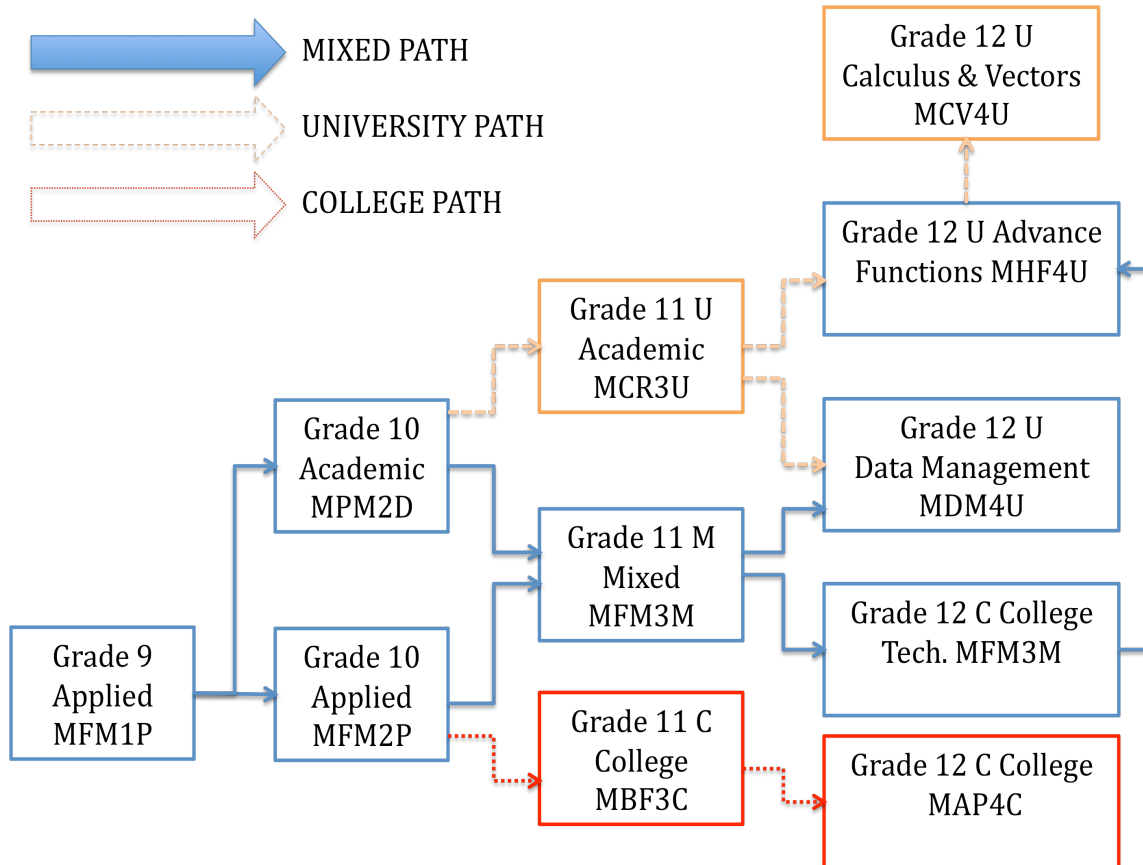 MIXED PATH
UNIVERSITY PATH
COLLEGE PATH
Grade 12 U
Calculus & Vectors
MCV4U
Grade 12 U Advance
Functions MHF4U
Grade 11 U
Academic
MCR3U
Grade 10
Academic
MPM2D
Grade 12 U
Data Management
MDM4U
Grade 11 M
Mixed
MFM3M
Grade 12 C College
Tech. MFM3M
Grade 9
Applied
MFM1P
Grade 10
Applied
MFM2P
Grade 11 C
College
MBF3C
Grade 12 C College
MAP4C